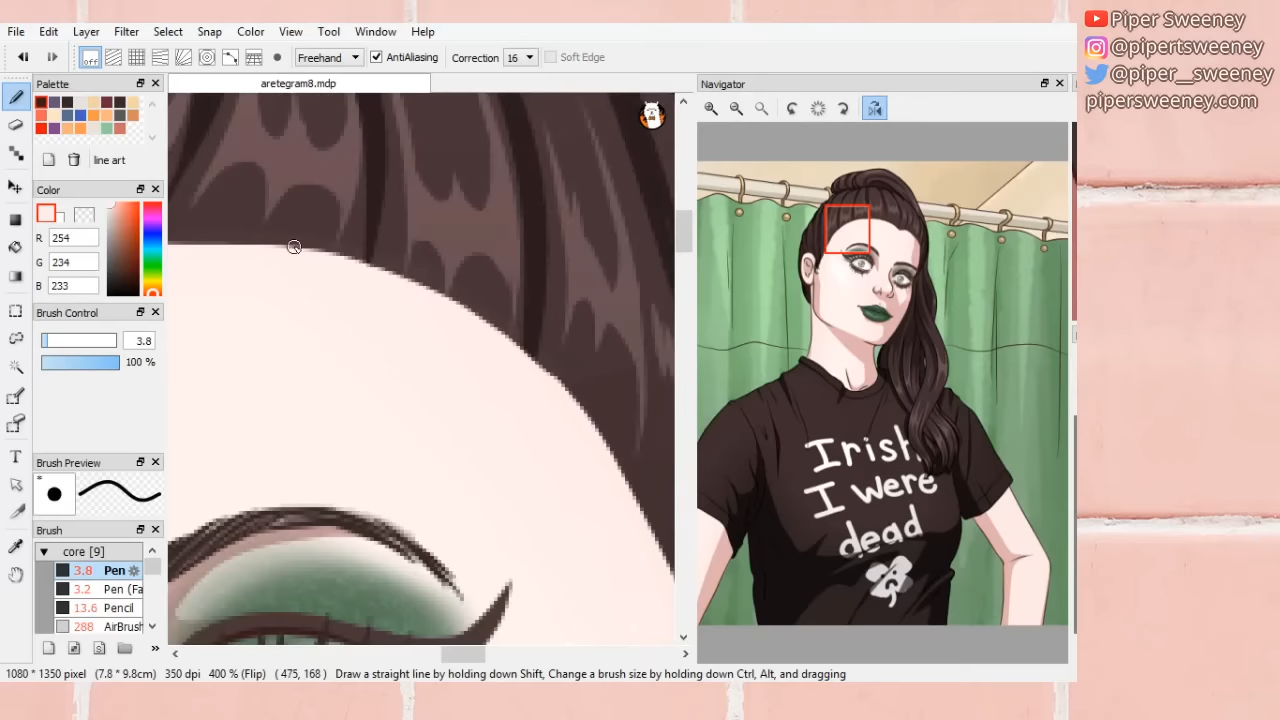 Piper Sweeney
@pipertsweeney
@piper__sweeney
pipersweeney.com
File Edit Layer Filter Select Snap Color View Tool Window Help
off Freehand AntiAliasing Correction 16 Soft Edge
Palette aretegram8.mdp Navigator
line art
Color
R 254
G 234
B 233
Brush Control
3.8
100 %
Irish
I were
dead
Brush Preview
*
Brush
core [9]
3.8 Pen
3.2 Pen (Fa
13.6 Pencil
288 AirBrush
1080 * 1350 pixel (7.8 * 9.8cm) 350 dpi 400 % (Flip) ( 475, 168 ) Draw a straight line by holding down Shift, Change a brush size by holding down Ctrl, Alt, and dragging